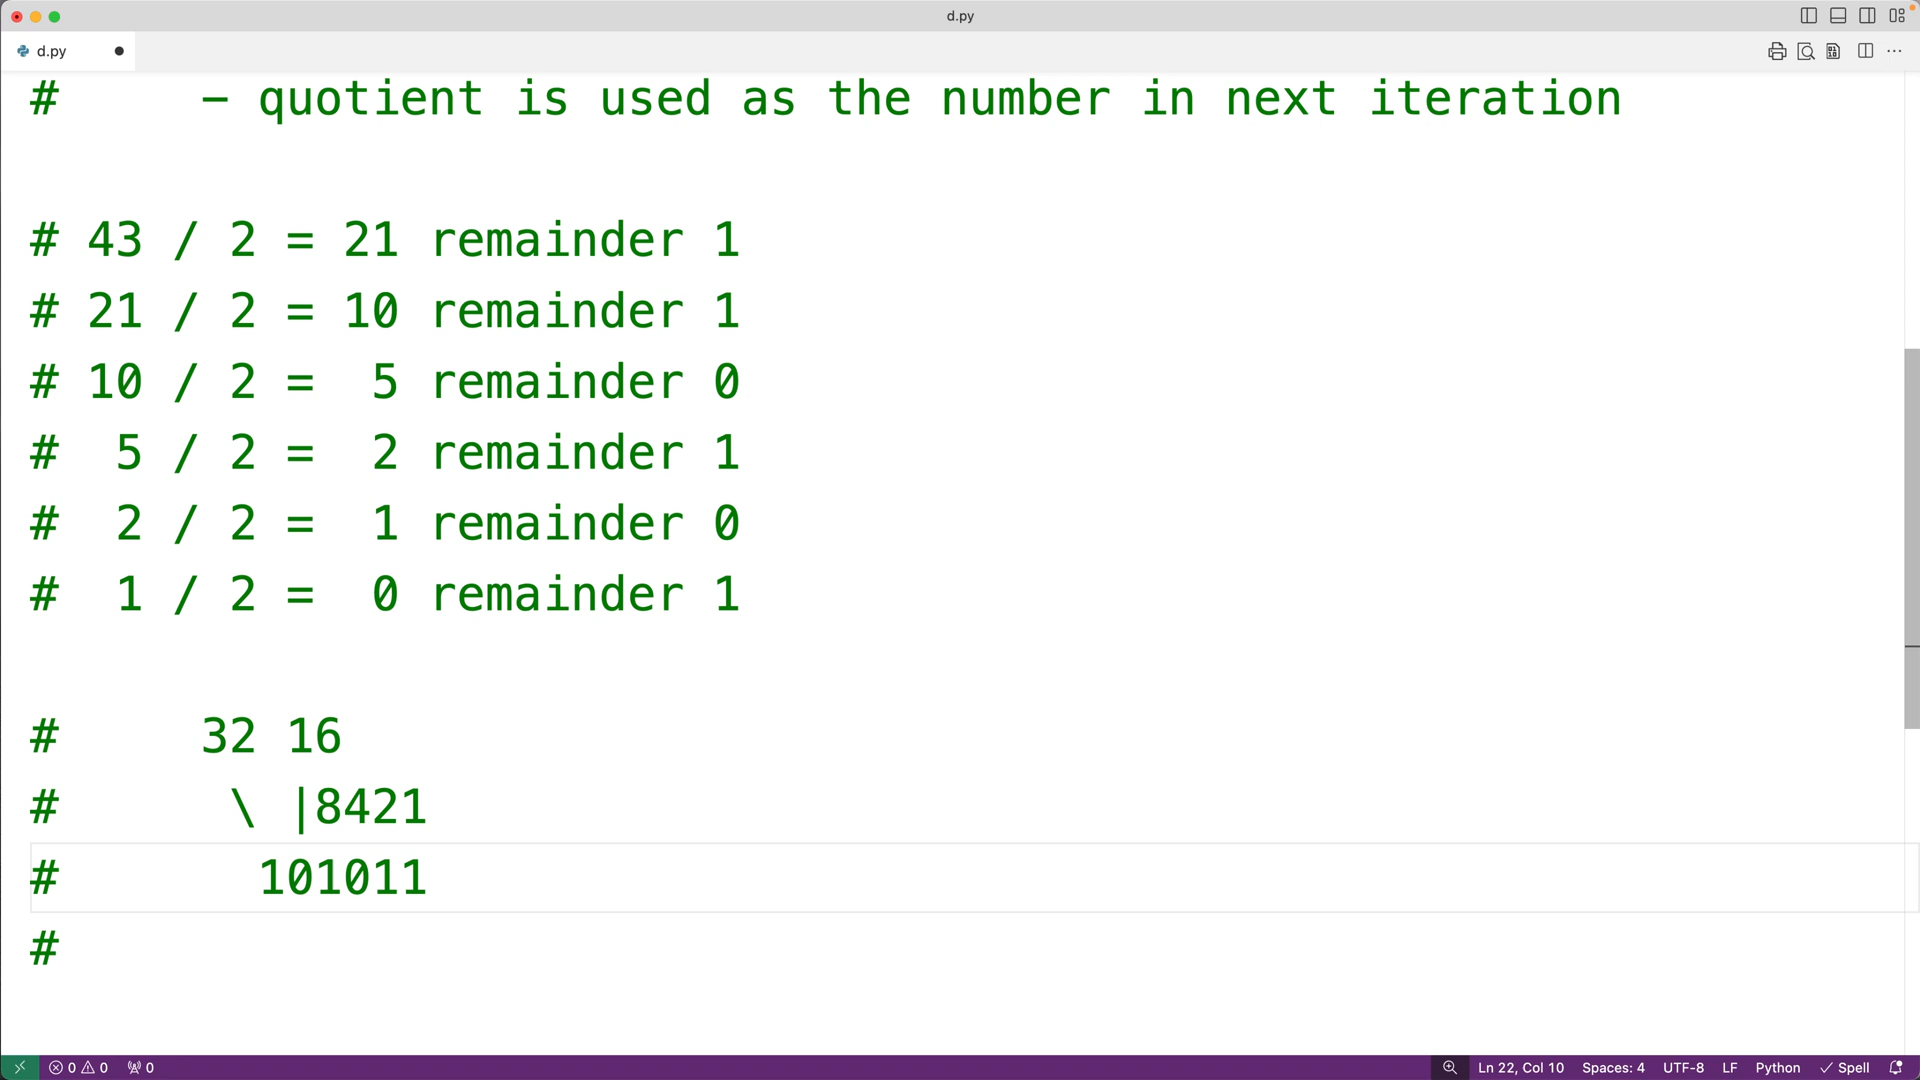 d.py
d.py
#     - quotient is used as the number in next iteration
# 43 / 2 = 21 remainder 1
# 21 / 2 = 10 remainder 1
# 10 / 2 =  5 remainder 0
#  5 / 2 =  2 remainder 1
#  2 / 2 =  1 remainder 0
#  1 / 2 =  0 remainder 1
#     32 16
#      \ |8421
#       101011
#
0 0 0 Ln 22, Col 10 Spaces: 4 UTF-8 LF Python Spell